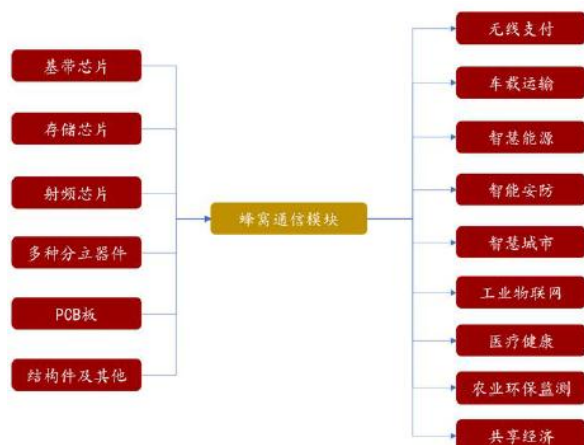 基带芯片
存储芯片
射频芯片
多种分立器件
PCB板
结构件及其他
蜂窝通信模块
无线支付
车载运输
智慧能源
智能安防
智慧城市
工业物联网
医疗健康
农业环保监测
共享经济